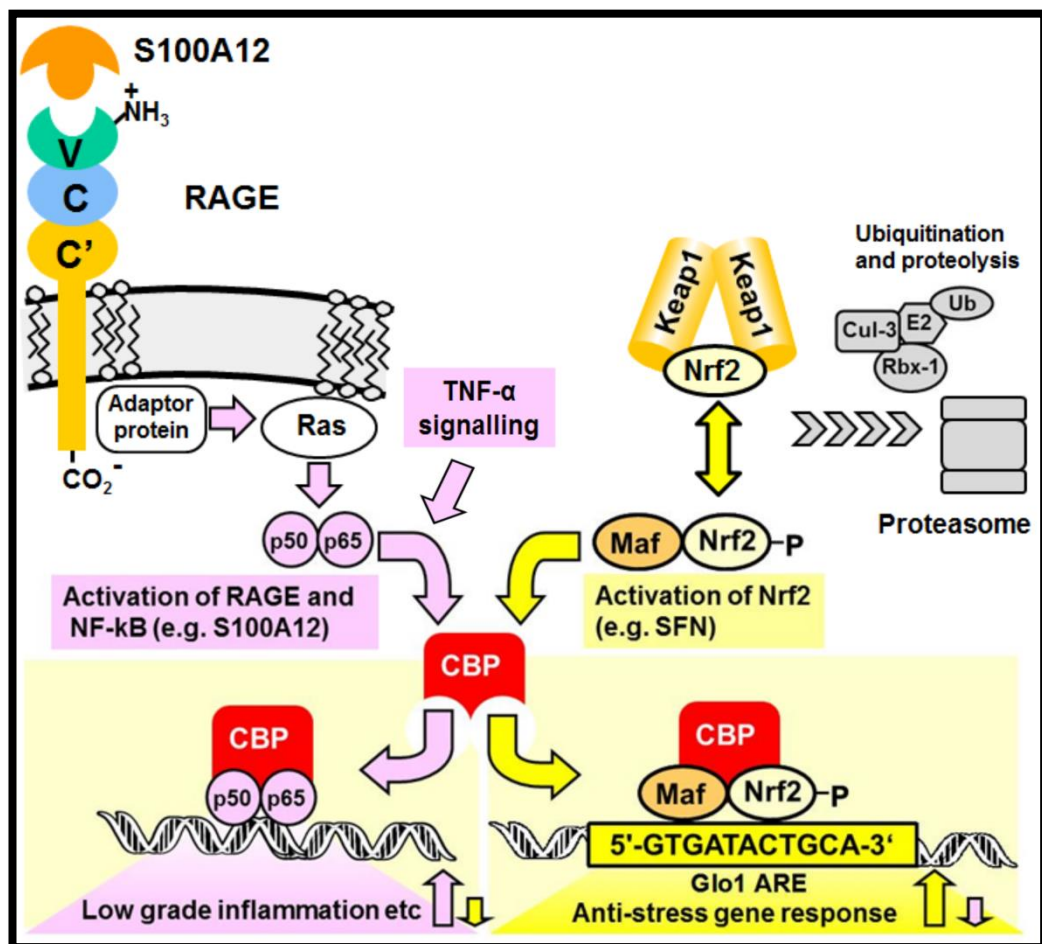 S100A12
+
NH3
V
C
RAGE
C’
Adaptor
protein
Ras
CO2-
TNF-α
signalling
Keap1
Keap1
Nrf2
Ubiquitination
and proteolysis
Ub
E2
Cul-3
Rbx-1
Proteasome
p50
p65
Maf
Nrf2
P
Activation of RAGE and
NF-kB (e.g. S100A12)
Activation of Nrf2
(e.g. SFN)
CBP
CBP
p50
p65
CBP
Maf
Nrf2
P
5'-GTGATACTGCA-3‘
Low grade inflammation etc
Glo1 ARE
Anti-stress gene response